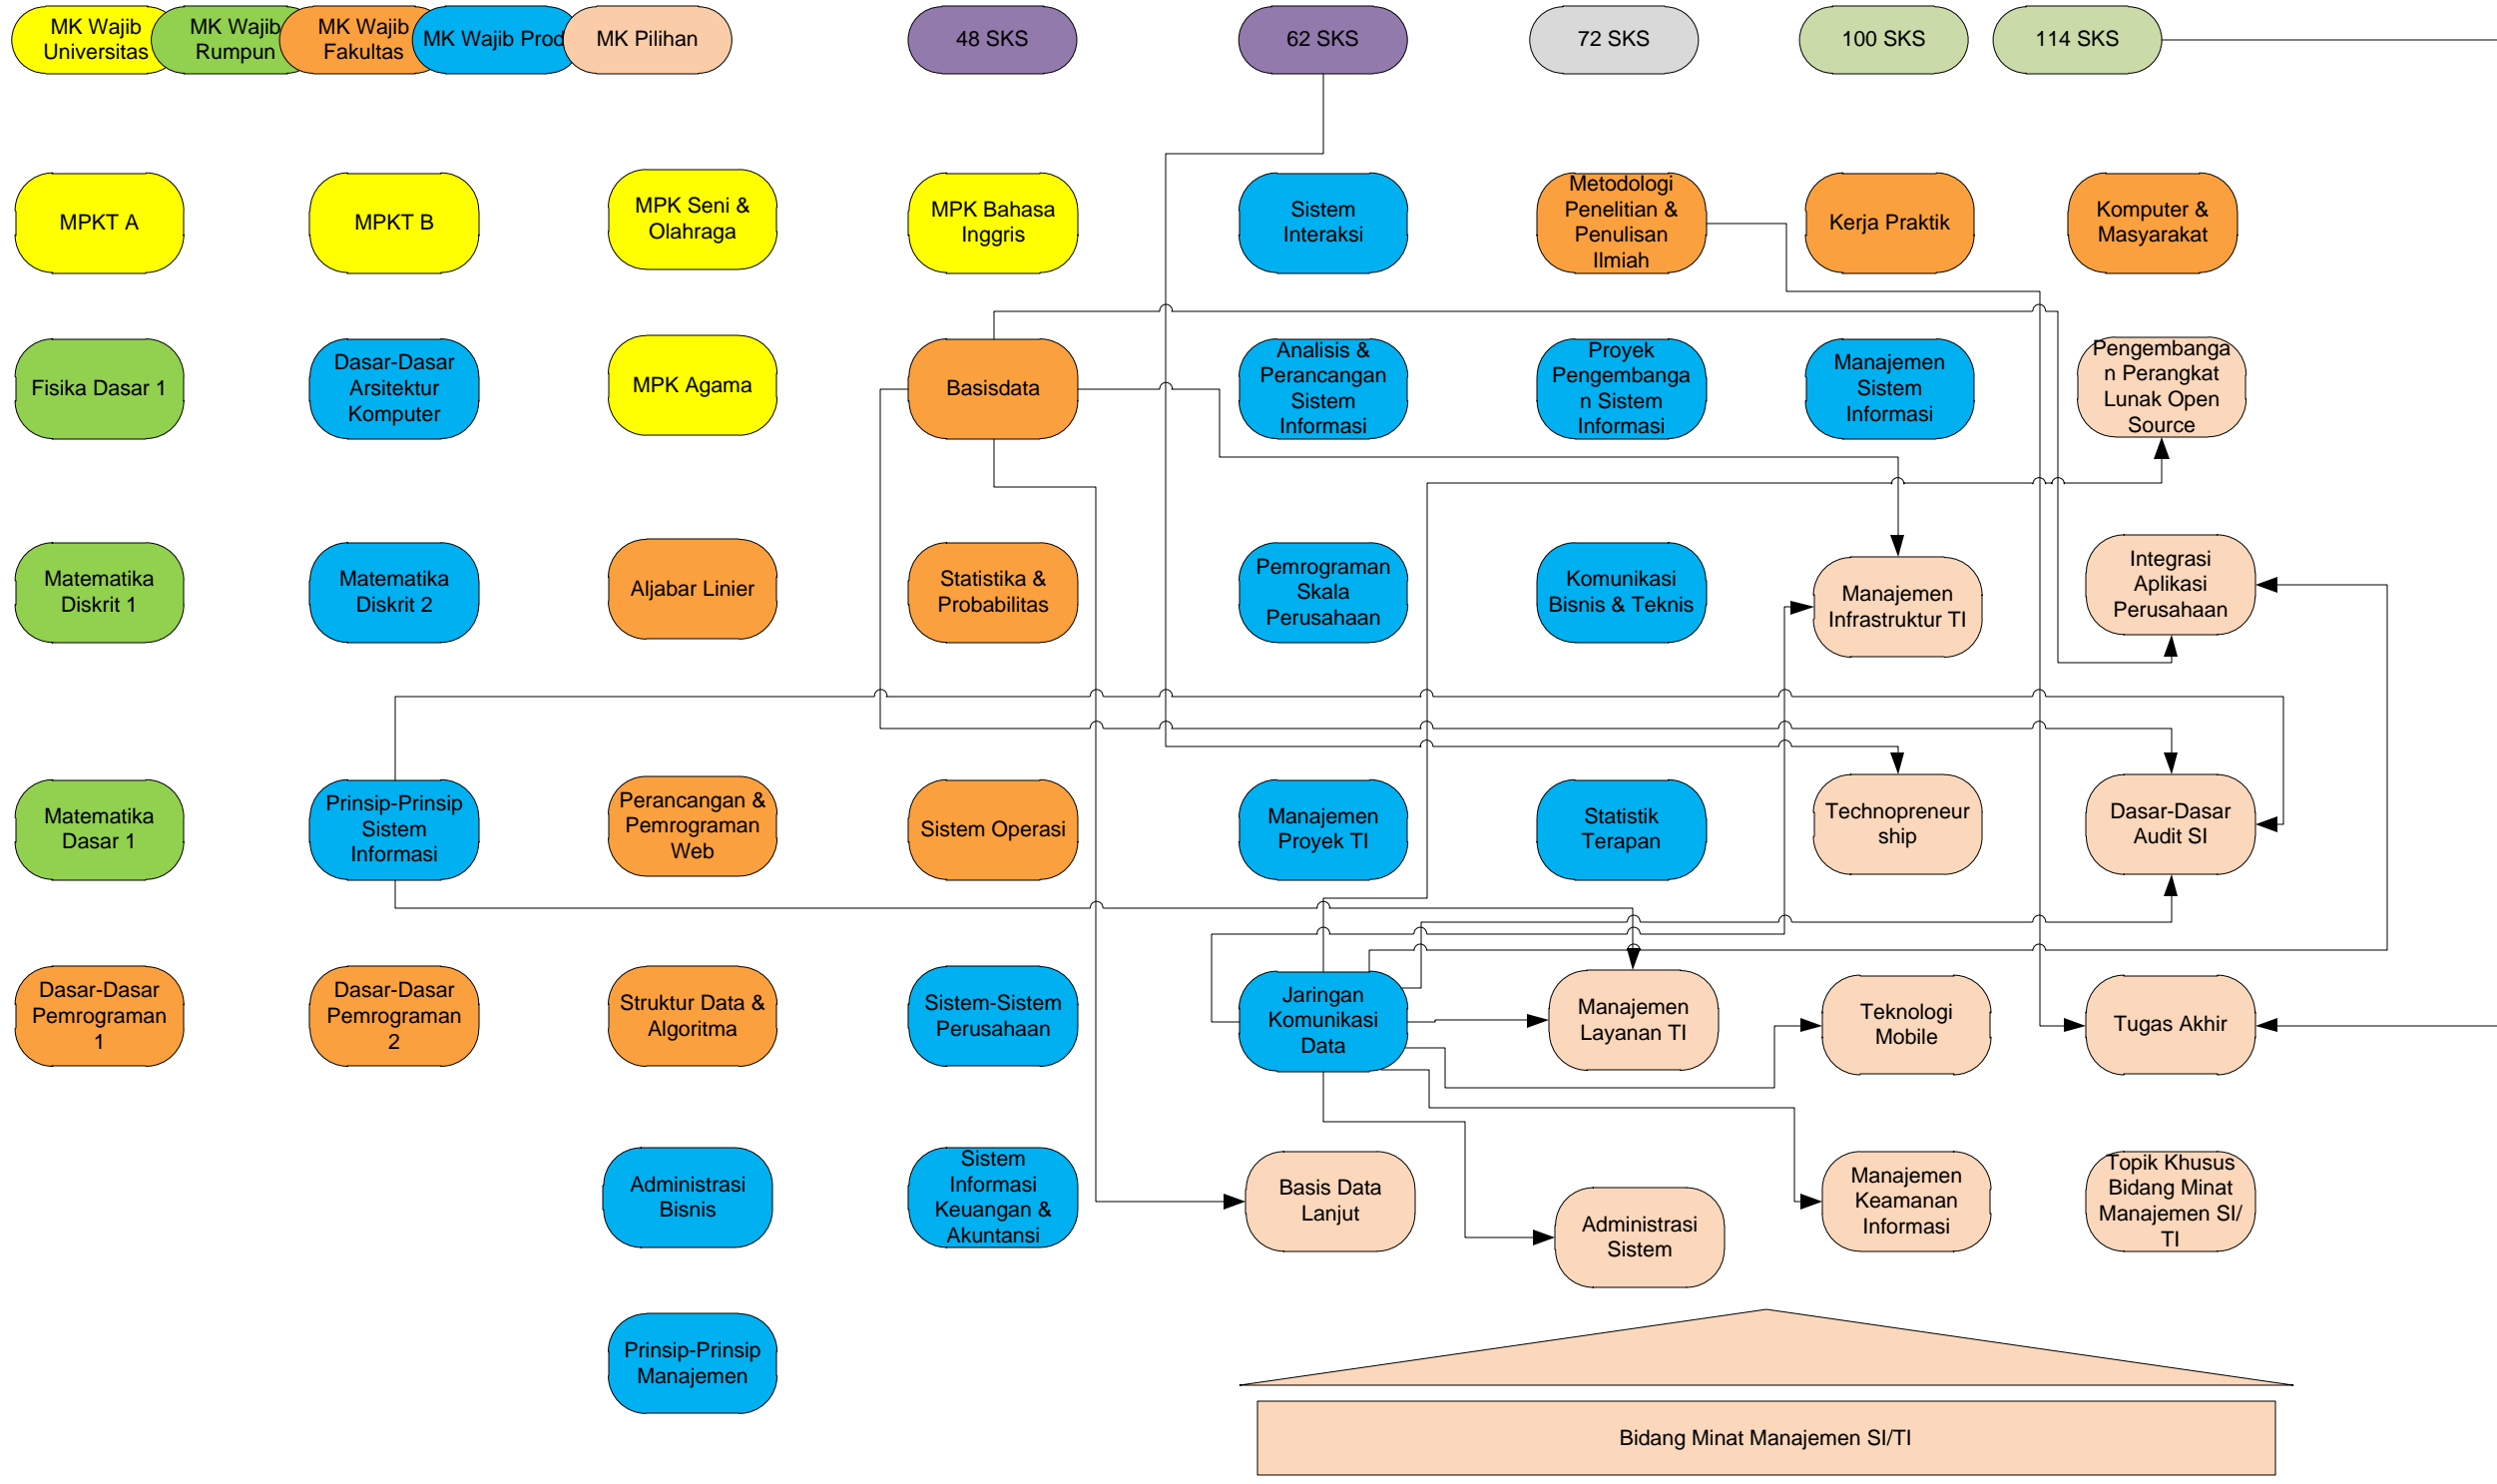 MK Wajib
Universitas
MK Wajib
Rumpun
MK Wajib
Fakultas
MK Wajib Prod
MK Pilihan
48 SKS
62 SKS
72 SKS
100 SKS
114 SKS
MPKT A
MPKT B
MPK Seni &
Olahraga
MPK Bahasa
Inggris
Sistem
Interaksi
Metodologi
Penelitian &
Penulisan
Ilmiah
Kerja Praktik
Komputer &
Masyarakat
Fisika Dasar 1
Dasar-Dasar
Arsitektur
Komputer
MPK Agama
Basisdata
Analisis &
Perancangan
Sistem
Informasi
Proyek
Pengembanga
n Sistem
Informasi
Manajemen
Sistem
Informasi
Pengembanga
n Perangkat
Lunak Open
Source
Matematika
Diskrit 1
Matematika
Diskrit 2
Aljabar Linier
Statistika &
Probabilitas
Pemrograman
Skala
Perusahaan
Komunikasi
Bisnis & Teknis
Manajemen
Infrastruktur TI
Integrasi
Aplikasi
Perusahaan
Matematika
Dasar 1
Prinsip-Prinsip
Sistem
Informasi
Perancangan &
Pemrograman
Web
Sistem Operasi
Manajemen
Proyek TI
Statistik
Terapan
Technopreneur
ship
Dasar-Dasar
Audit SI
Dasar-Dasar
Pemrograman
1
Dasar-Dasar
Pemrograman
2
Struktur Data &
Algoritma
Sistem-Sistem
Perusahaan
Jaringan
Komunikasi
Data
Manajemen
Layanan TI
Teknologi
Mobile
Tugas Akhir
Administrasi
Bisnis
Sistem
Informasi
Keuangan &
Akuntansi
Basis Data
Lanjut
Administrasi
Sistem
Manajemen
Keamanan
Informasi
Topik Khusus
Bidang Minat
Manajemen SI/
TI
Prinsip-Prinsip
Manajemen
Bidang Minat Manajemen SI/TI